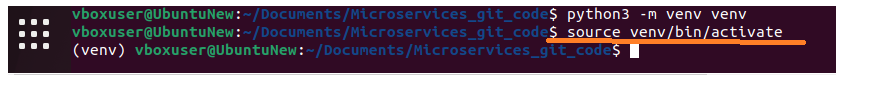 vboxuser@UbuntuNew:~/Documents/Microservices_git_code$ python3 -m venv venv
vboxuser@UbuntuNew:~/Documents/Microservices_git_code$ source venv/bin/activate
(venv) vboxuser@UbuntuNew:~/Documents/Microservices_git_code$